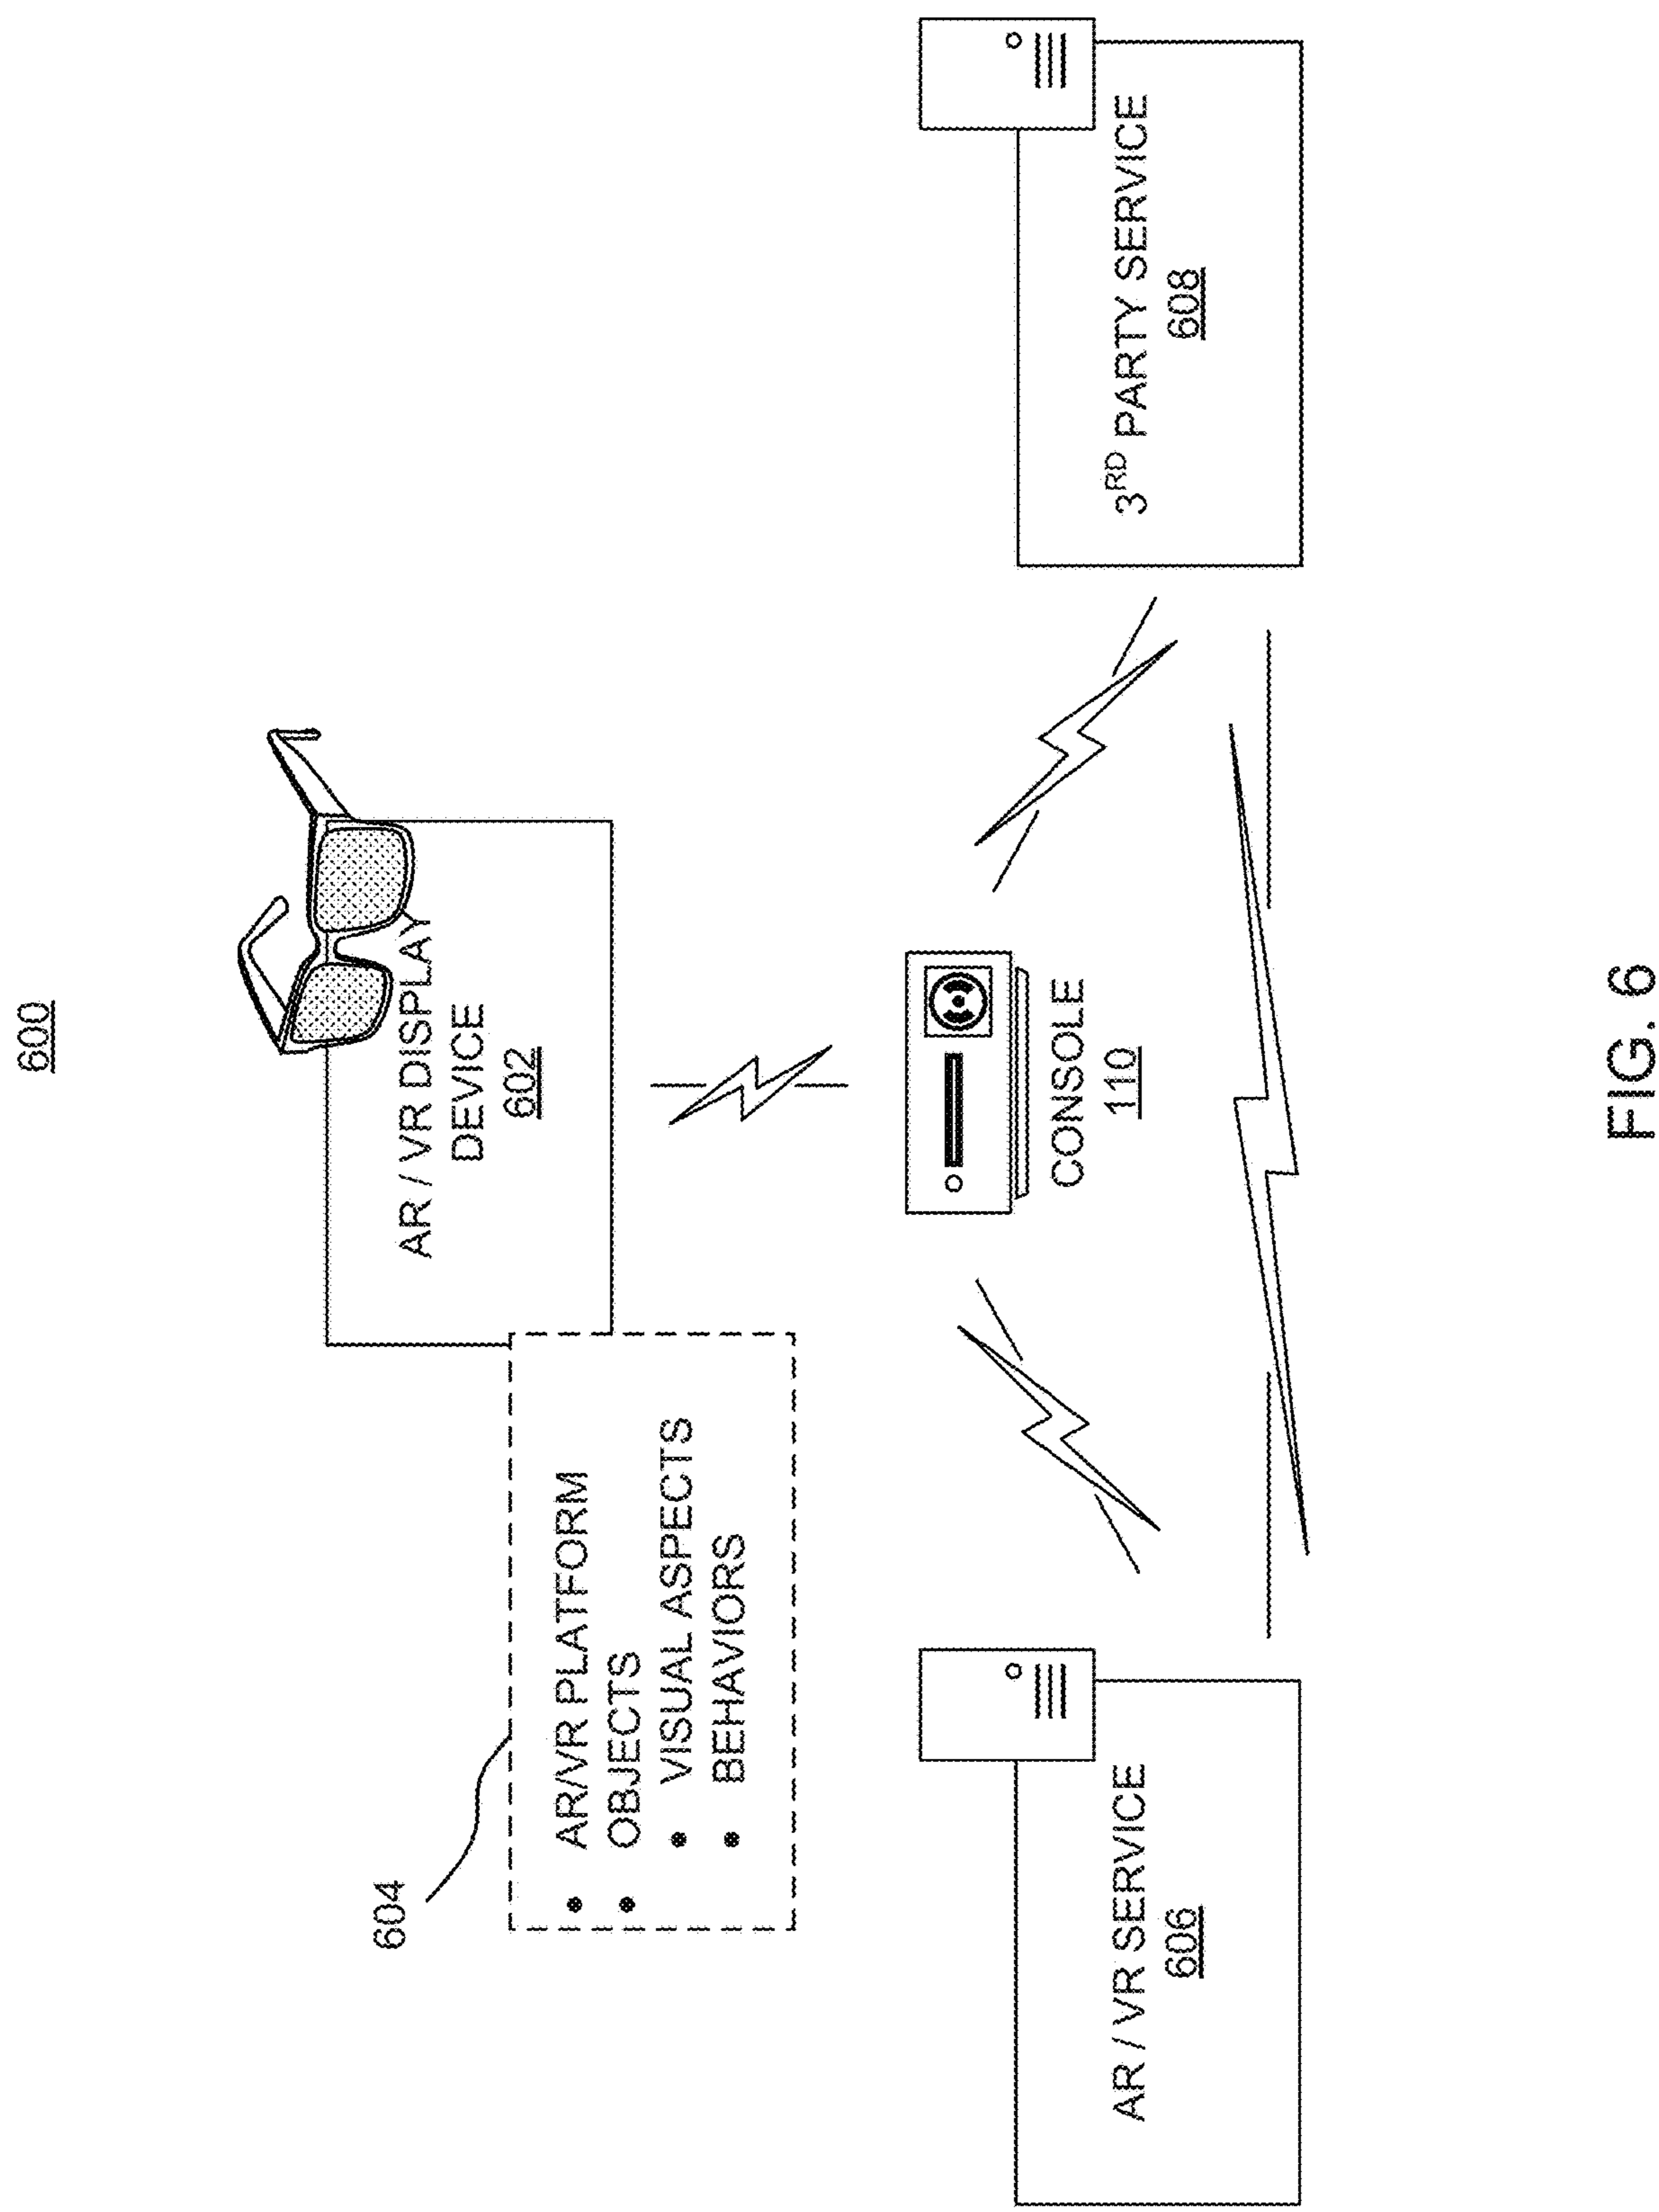 600
AR / VR DISPLAY
DEVICE
602
604
• AR/VR PLATFORM
• OBJECTS
• VISUAL ASPECTS
• BEHAVIORS
CONSOLE
110
AR / VR SERVICE
606
3RD PARTY SERVICE
608
FIG. 6